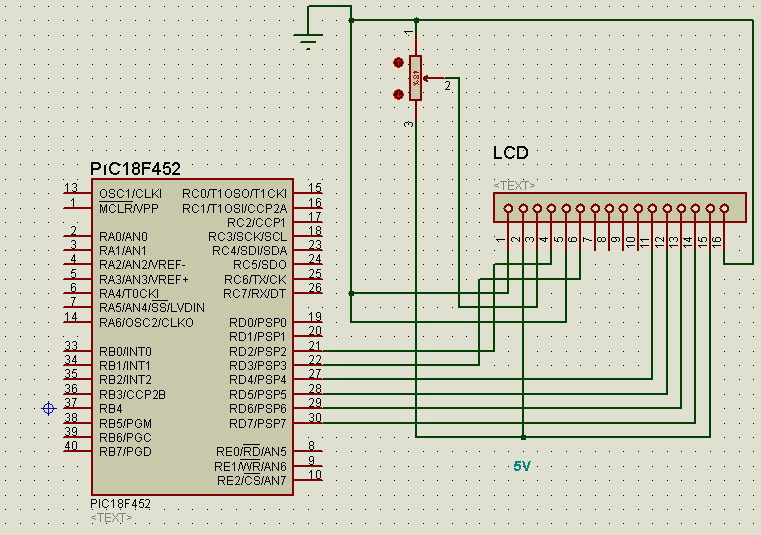 1
48%
2
3
LCD
<TEXT>
1
2
3
4
5
6
7
8
9
10
11
12
13
14
15
16
5V
PIC18F452
13 OSC1/CLKI RC0/T1OSO/T1CKI 15
1 MCLR/VPP RC1/T1OSI/CCP2A 16
RC2/CCP1 17
2 RA0/AN0 RC3/SCK/SCL 18
3 RA1/AN1 RC4/SDI/SDA 23
4 RA2/AN2/VREF- RC5/SDO 24
5 RA3/AN3/VREF+ RC6/TX/CK 25
6 RA4/T0CKI RC7/RX/DT 26
7 RA5/AN4/SS/LVDIN
14 RA6/OSC2/CLKO RD0/PSP0 19
RD1/PSP1 20
33 RB0/INT0 RD2/PSP2 21
34 RB1/INT1 RD3/PSP3 22
35 RB2/INT2 RD4/PSP4 27
36 RB3/CCP2B RD5/PSP5 28
37 RB4 RD6/PSP6 29
38 RB5/PGM RD7/PSP7 30
39 RB6/PGC
40 RB7/PGD RE0/RD/AN5 8
RE1/WR/AN6 9
RE2/CS/AN7 10
PIC18F452
<TEXT>